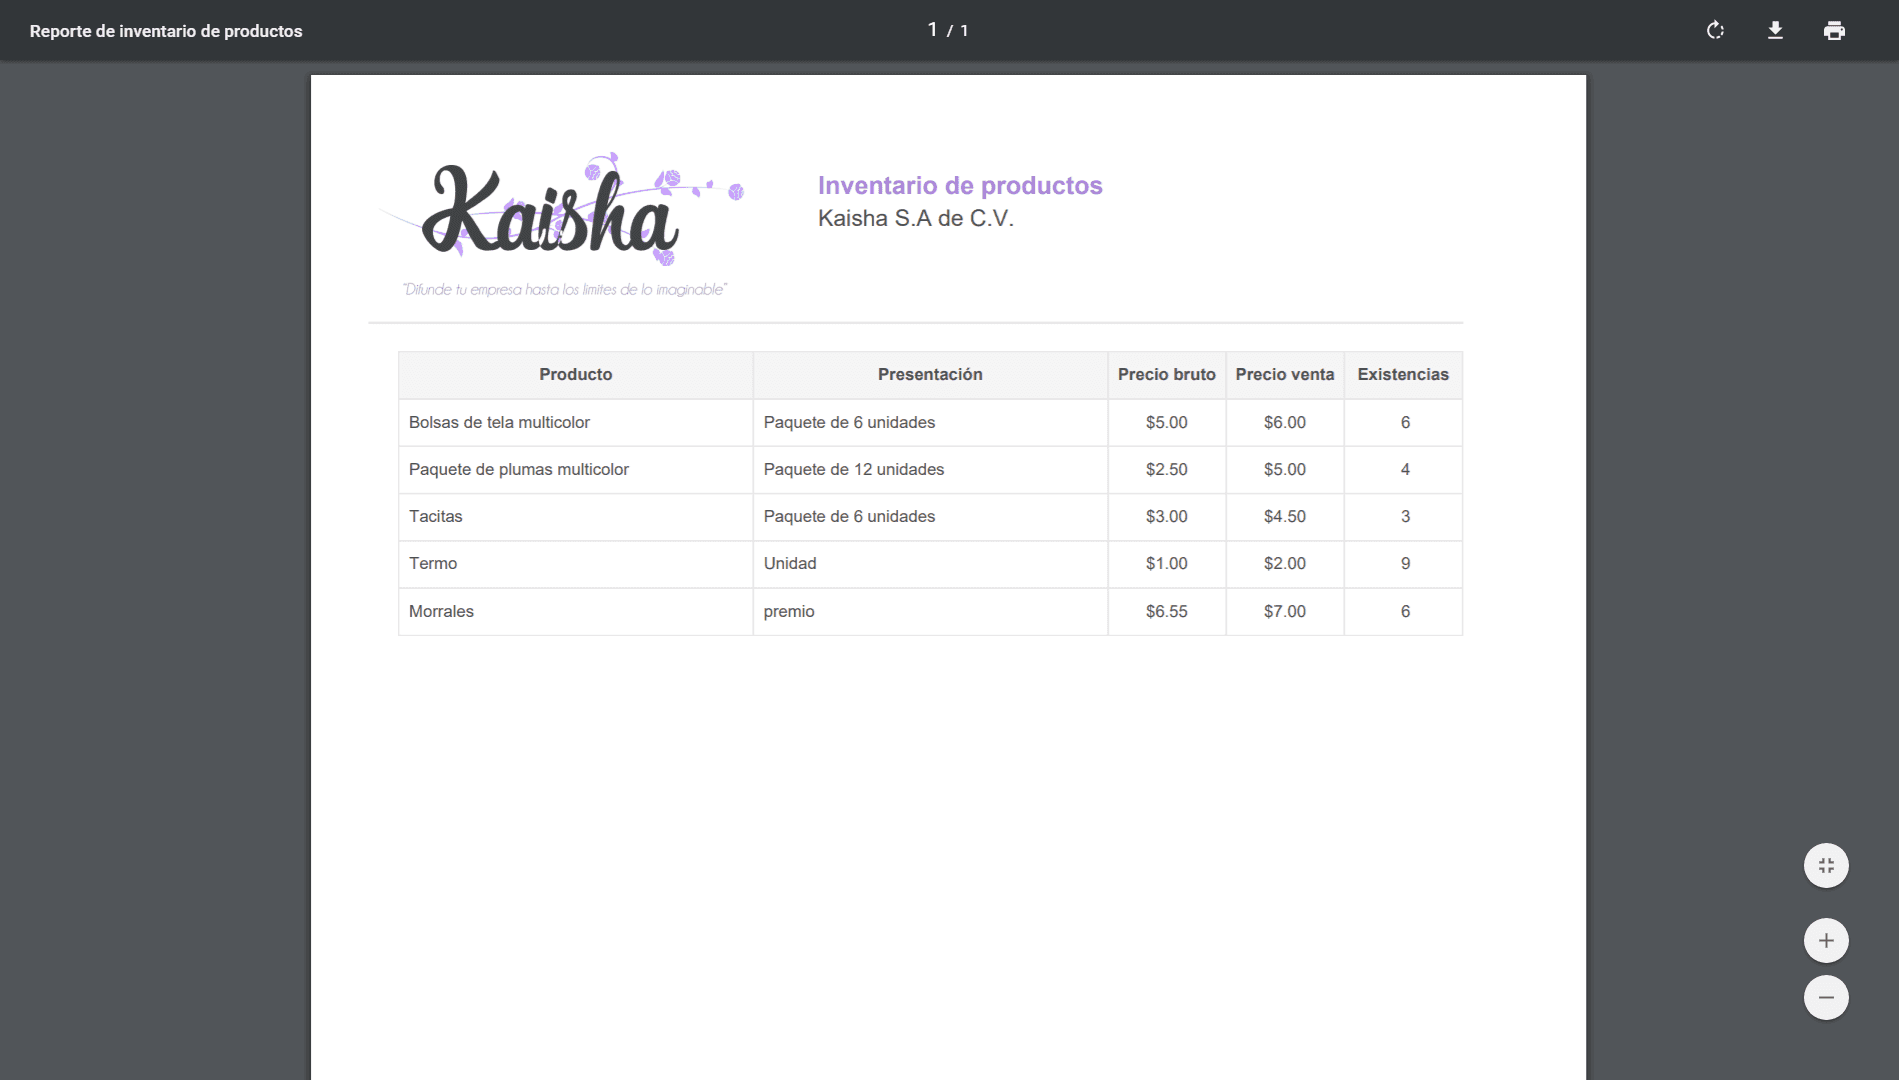 Reporte de inventario de productos
1 / 1
Kaisha
"Difunde tu empresa hasta los limites de lo imaginable"
Inventario de productos
Kaisha S.A de C.V.
Producto Presentación Precio bruto Precio venta Existencias
Bolsas de tela multicolor Paquete de 6 unidades $5.00 $6.00 6
Paquete de plumas multicolor Paquete de 12 unidades $2.50 $5.00 4
Tacitas Paquete de 6 unidades $3.00 $4.50 3
Termo Unidad $1.00 $2.00 9
Morrales premio $6.55 $7.00 6